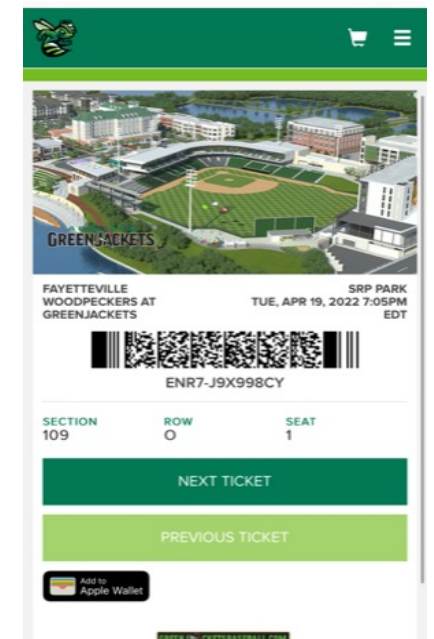 GREENJACKETS
FAYETTEVILLE
WOODPECKERS AT
GREENJACKETS
SRP PARK
TUE, APR 19, 2022 7:05PM
EDT
ENR7-J9X998CY
SECTION
109
ROW
O
SEAT
1
NEXT TICKET
PREVIOUS TICKET
Add to
Apple Wallet